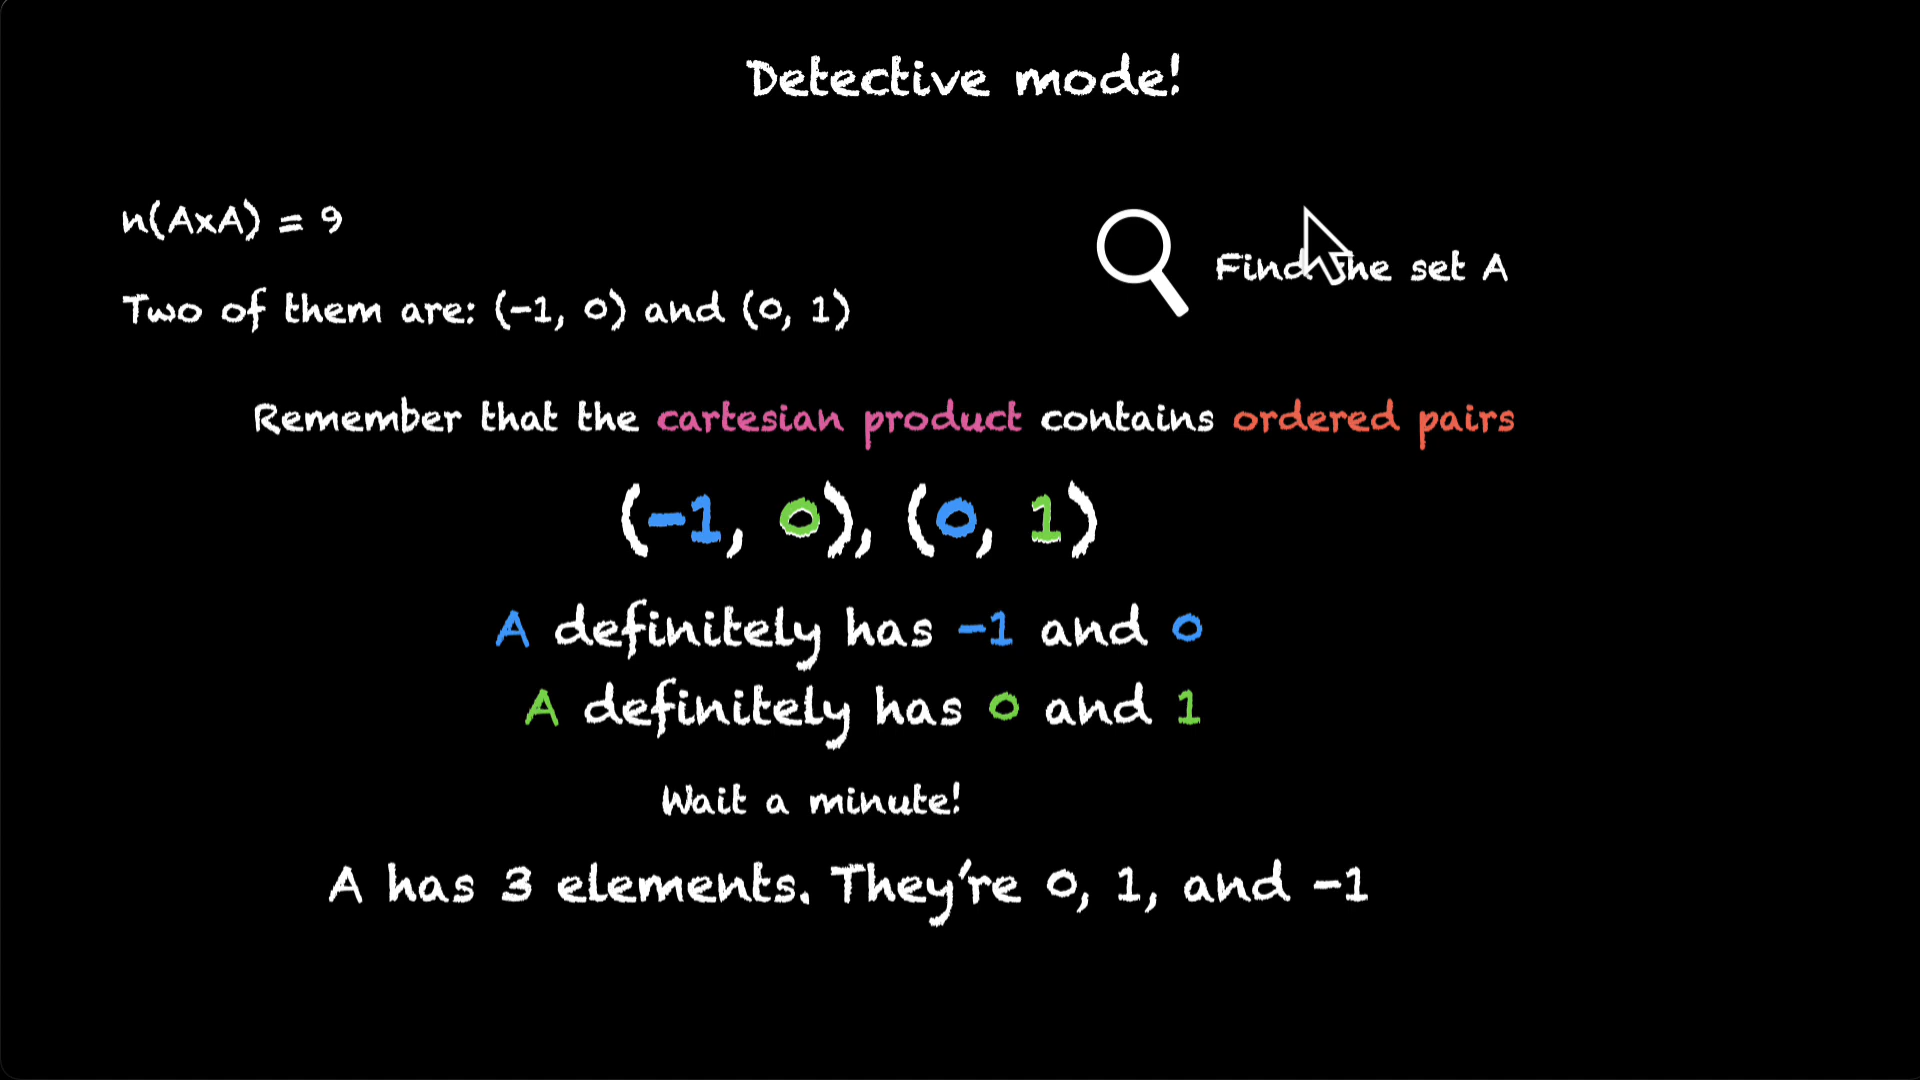 Detective mode!
n(AxA) = 9
Find the set A
Two of them are: (-1, 0) and (0, 1)
Remember that the cartesian product contains ordered pairs
(-1, 0), (0, 1)
A definitely has -1 and 0
A definitely has 0 and 1
Wait a minute!
A has 3 elements. They're 0, 1, and -1